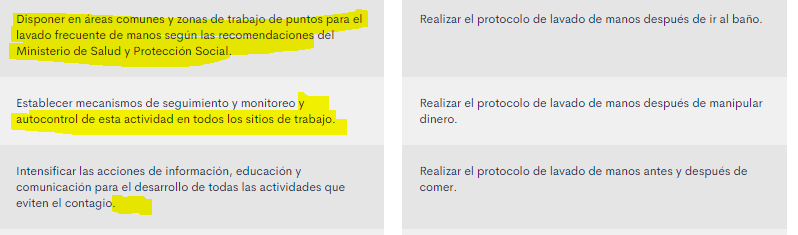 Disponer en áreas comunes y zonas de trabajo de puntos para el
lavado frecuente de manos según las recomendaciones del
Ministerio de Salud y Protección Social.
Realizar el protocolo de lavado de manos después de ir al baño.
Establecer mecanismos de seguimiento y monitoreo y
autocontrol de esta actividad en todos los sitios de trabajo.
Realizar el protocolo de lavado de manos después de manipular
dinero.
Intensificar las acciones de información, educación y
comunicación para el desarrollo de todas las actividades que
eviten el contagio.
Realizar el protocolo de lavado de manos antes y después de
comer.